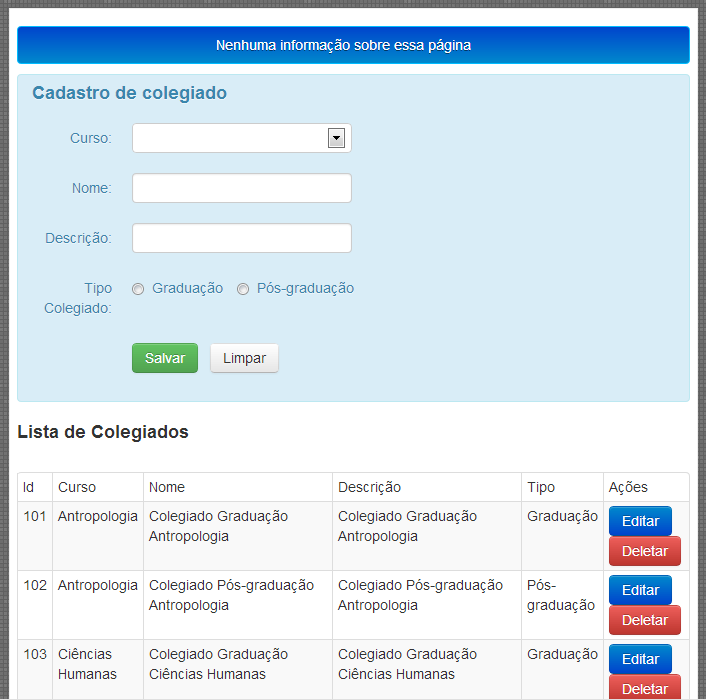 Nenhuma informação sobre essa página
Cadastro de colegiado
Curso:
Nome:
Descrição:
Tipo
Colegiado:
Graduação Pós-graduação
Salvar Limpar
Lista de Colegiados
Id Curso Nome Descrição Tipo Ações
101 Antropologia Colegiado Graduação Colegiado Graduação Graduação Editar
Antropologia Antropologia
Deletar
102 Antropologia Colegiado Pós-graduação Colegiado Pós-graduação Pós- Editar
Antropologia Antropologia graduação
Deletar
103 Ciências Colegiado Graduação Colegiado Graduação Graduação Editar
Humanas Ciências Humanas Ciências Humanas
Deletar